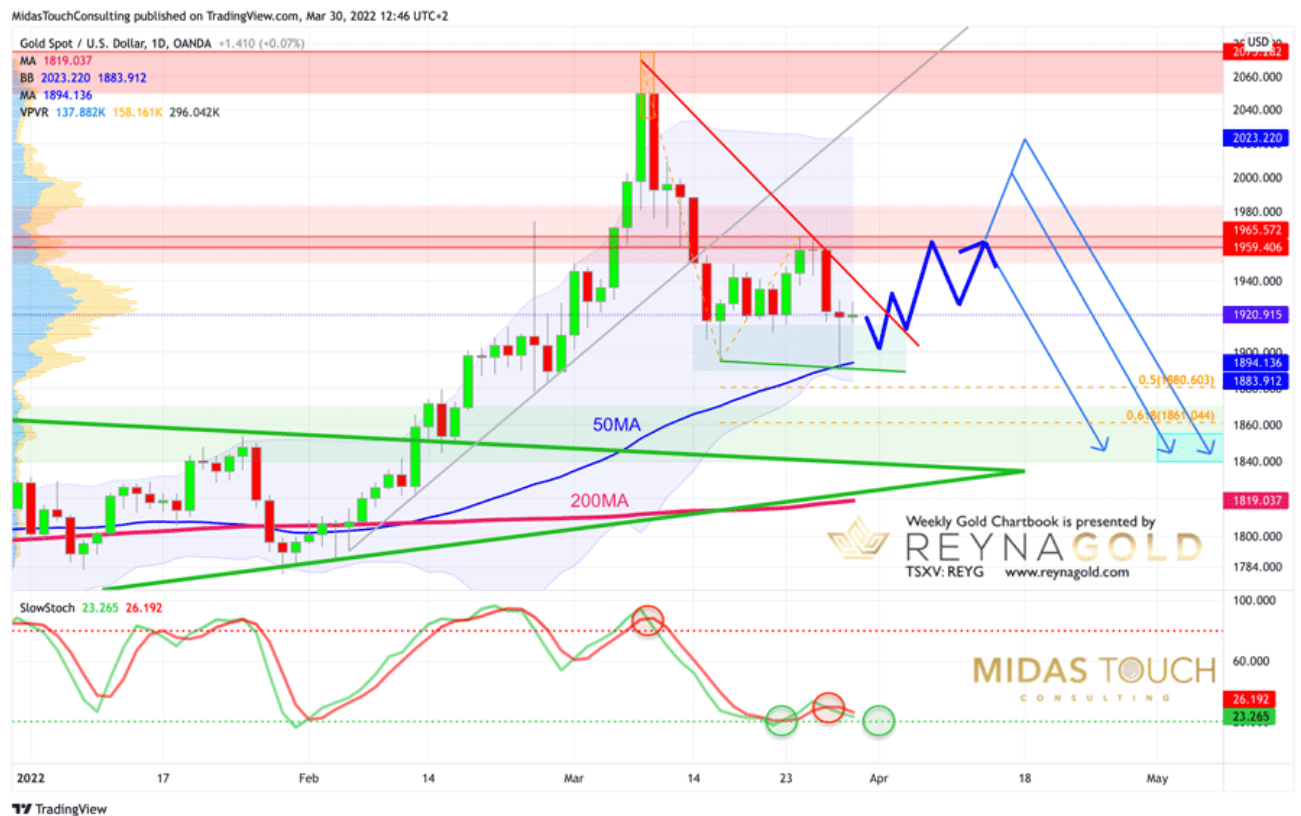 MidasTouchConsulting published on TradingView.com, Mar 30, 2022 12:46 UTC+2
Gold Spot / U.S. Dollar, 1D, OANDA +1.410 (+0.07%)
MA 1819.037
BB 2023.220 1883.912
MA 1894.136
VPVR 137.882K 158.161K 296.042K
USD
2060.000
2040.000
2023.220
2000.000
1980.000
1965.572
1959.406
1940.000
1920.915
1900.000
1894.136
1883.912
0.5(1880.603)
0.618(1861.044)
1860.000
1840.000
1819.037
1800.000
1784.000
50MA
200MA
Weekly Gold Chartbook is presented by
REYNAGOLD
TSXV: REYG www.reynagold.com
SlowStoch 23.265 26.192
100.000
60.000
26.192
23.265
MIDAS TOUCH
CONSULTING
2022 17 Feb 14 Mar 14 23 Apr 18 May
TradingView